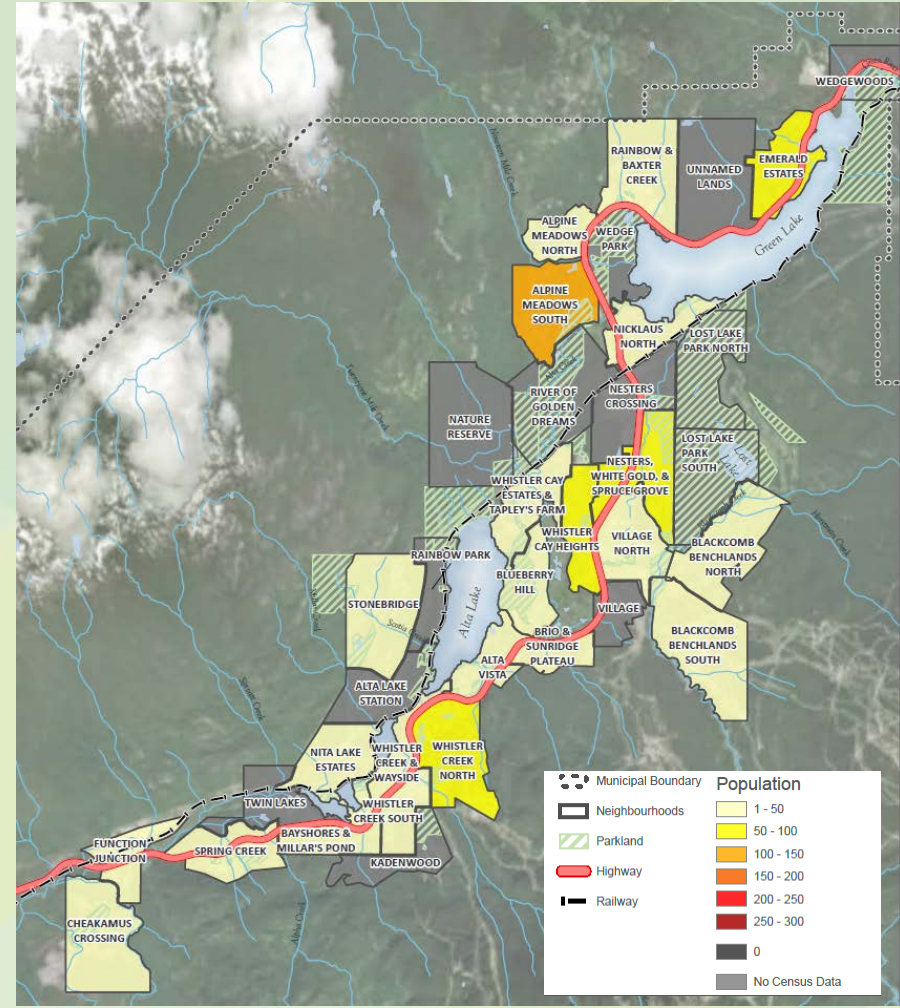 WEDGEWOODS
RAINBOW &
BAXTER
CREEK
UNNAMED
LANDS
EMERALD
ESTATES
Green Lake
ALPINE
MEADOWS
NORTH
WEDGE
PARK
ALPINE
MEADOWS
SOUTH
NICKLAUS
NORTH
LOST LAKE
PARK NORTH
RIVER OF
GOLDEN
DREAMS
NESTERS
CROSSING
NATURE
RESERVE
LOST LAKE
PARK
SOUTH
Lost
Lake
NESTERS,
WHITE GOLD, &
SPRUCE GROVE
WHISTLER CAY
ESTATES &
TAPLEY'S FARM
WHISTLER
CAY HEIGHTS
VILLAGE
NORTH
BLACKCOMB
BENCHLANDS
NORTH
RAINBOW PARK
BLUEBERRY
HILL
STONEBRIDGE
Alta Lake
VILLAGE
BRIO &
SUNRIDGE
PLATEAU
BLACKCOMB
BENCHLANDS
SOUTH
ALTA
VISTA
ALTA LAKE
STATION
NITA LAKE
ESTATES
WHISTLER
CREEK &
WAYSIDE
WHISTLER
CREEK
NORTH
TWIN LAKES
WHISTLER
CREEK SOUTH
BAYSHORES &
MILLAR'S POND
KADENWOOD
FUNCTION
JUNCTION
SPRING CREEK
CHEAKAMUS
CROSSING
Municipal Boundary
Neighbourhoods
Parkland
Highway
Railway
Population
1 - 50
50 - 100
100 - 150
150 - 200
200 - 250
250 - 300
0
No Census Data